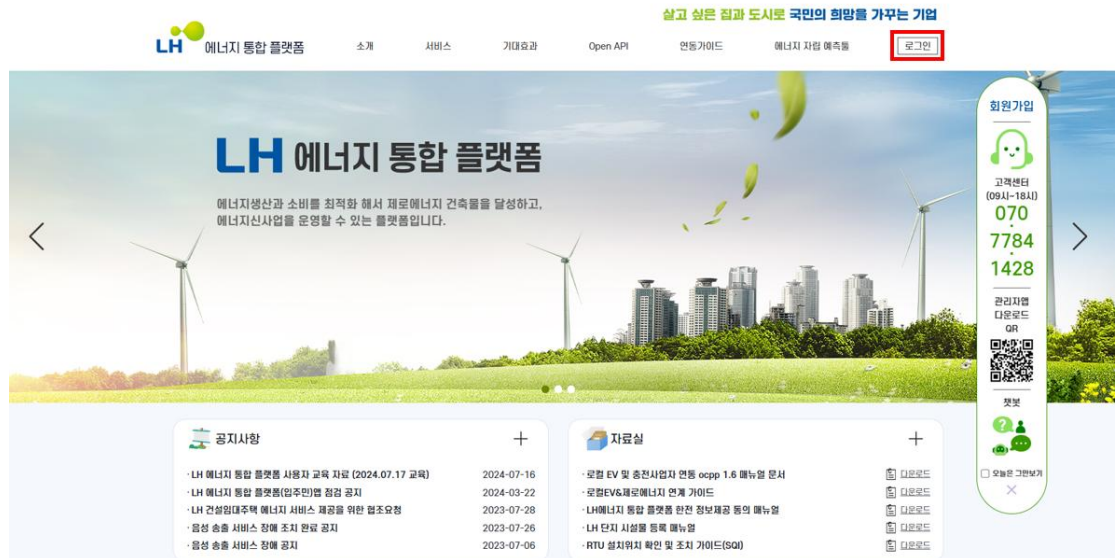 살고 싶은 집과 도시로 국민의 희망을 가꾸는 기업
LH 에너지 통합 플랫폼
소개
서비스
기대효과
Open API
연동가이드
에너지 자립 예측툴
로그인
LH 에너지 통합 플랫폼
에너지생산과 소비를 최적화 해서 제로에너지 건축물을 달성하고,
에너지신사업을 운영할 수 있는 플랫폼입니다.
회원가입
고객센터
(09시-18시)
070
-
7784
-
1428
관리자앱
다운로드
QR
챗봇
오늘은 그만보기
공지사항
· LH 에너지 통합 플랫폼 사용자 교육 자료 (2024.07.17 교육) 2024-07-16
· LH 에너지 통합 플랫폼(입주민)앱 점검 공지 2024-03-22
· LH 건설임대주택 에너지 서비스 제공을 위한 협조요청 2023-07-28
· 음성 송출 서비스 장애 조치 완료 공지 2023-07-26
· 음성 송출 서비스 장애 공지 2023-07-06
자료실
· 로컬 EV 및 충전사업자 연동 ocpp 1.6 매뉴얼 문서 다운로드
· 로컬EV&제로에너지 연계 가이드 다운로드
· LH에너지 통합 플랫폼 한전 정보제공 동의 매뉴얼 다운로드
· LH 단지 시설물 등록 매뉴얼 다운로드
· RTU 설치위치 확인 및 조치 가이드(SQI) 다운로드